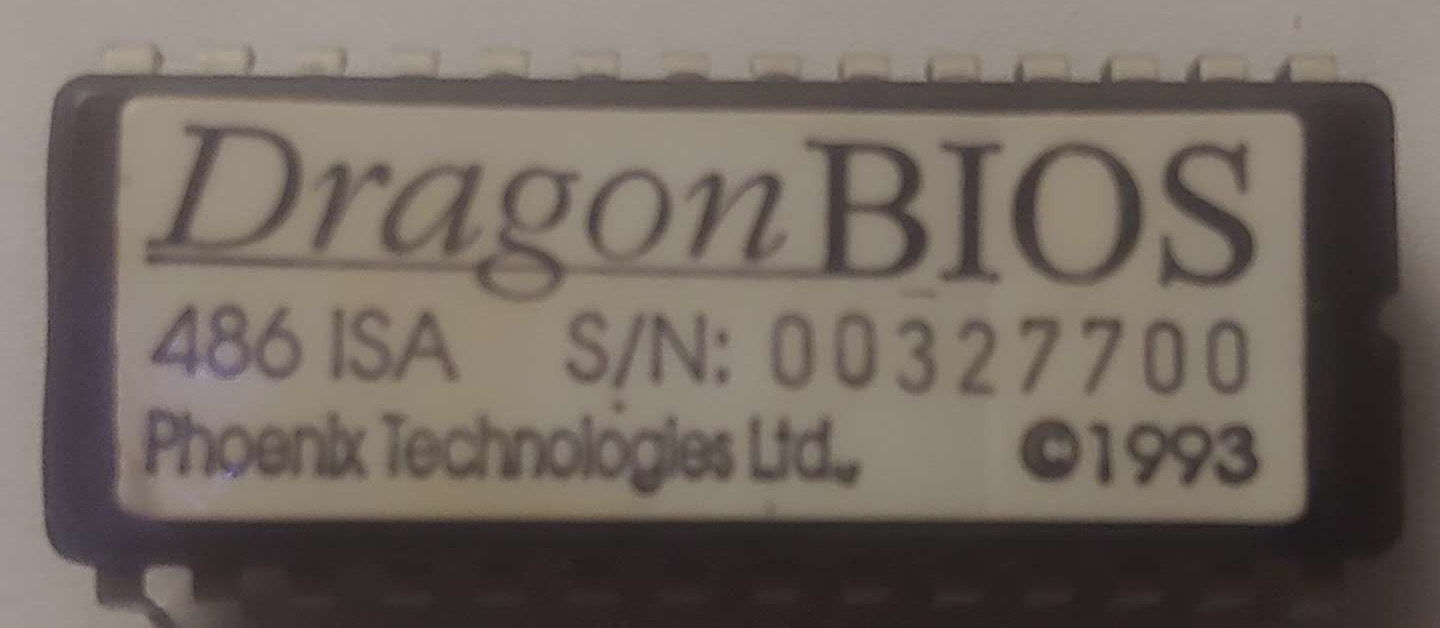 DragonBIOS
486 ISA S/N: 00327700
Phoenix Technologies Ltd. ©1993